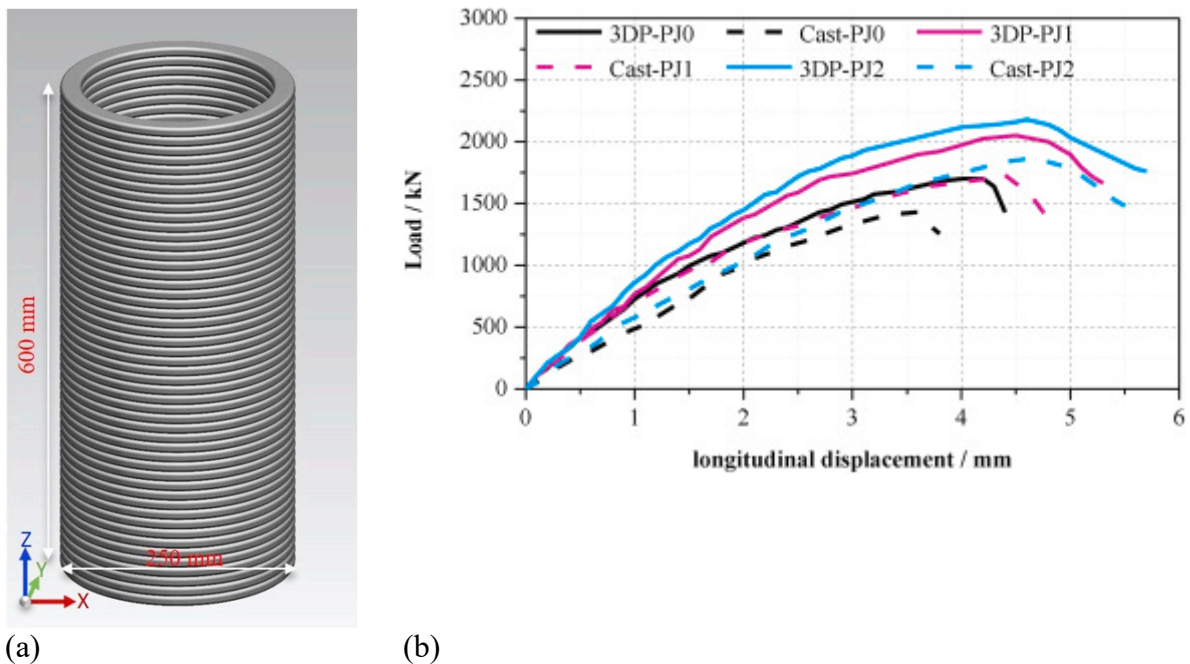 600 mm
250 mm
Z
Y
X
(a)
3DP-PJ0 Cast-PJ0 3DP-PJ1
Cast-PJ1 3DP-PJ2 Cast-PJ2
3000
2500
2000
1500
1000
500
0
Load / kN
0 1 2 3 4 5 6
longitudinal displacement / mm
(b)